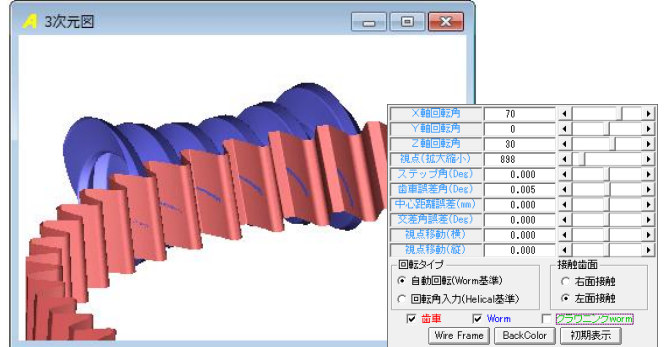 3次元図
X軸回転角 70
Y軸回転角 0
Z軸回転角 30
視点(拡大縮小) 898
ステップ角(Deg) 0.000
歯車誤差角(Deg) 0.005
中心距離誤差(mm) 0.000
交差角誤差(Deg) 0.000
視点移動(横) 0.000
視点移動(縦) 0.000
回転タイプ 接触歯面
自動回転(Worm基準) 右面接触
回転角入力(Helical基準) 左面接触
歯車 Worm クラウニングworm
Wire Frame BackColor 初期表示